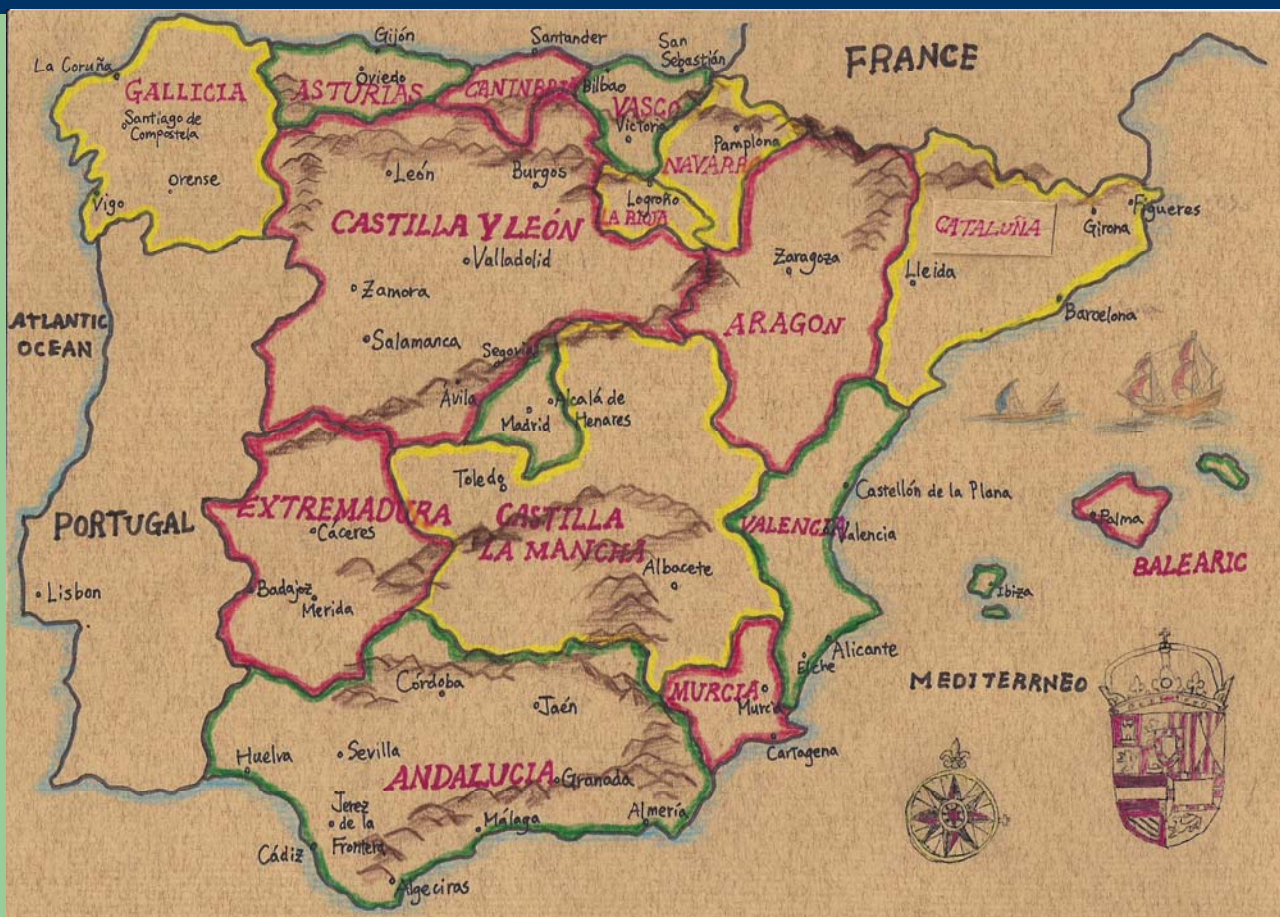 Gijón
Santander
San
Sebastián
FRANCE
La Coruña
Oviedo
GALLICIA
ASTURIAS
CANINBRIA
Bilbao
VASCO
Santiago de
Compostela
Victoria
Pamplona
NAVARRO
León
Burgos
Orense
Vigo
Logroño
LA RIOJA
CASTILLA Y LEÓN
CATALUÑA
Figueres
Girona
Valladolid
Zaragoza
Lleida
Zamora
Barcelona
ATLANTIC
OCEAN
ARAGON
Salamanca
Segovia
Ávila
Alcalá de
Henares
Madrid
Toledo
Castellón de la Plana
EXTREMADURA
CASTILLA
LA MANCHA
PORTUGAL
Cáceres
VALENCIA
Valencia
Palma
BALEARIC
Albacete
Lisbon
Badajoz
Merida
Ibiza
Alicante
Elche
MEDITERRNEO
Córdoba
Jaén
MURCIA
Murcia
Huelva
Sevilla
Cartagena
ANDALUCIA
Granada
Jerez
de la
Frontera
Málaga
Almería
Cádiz
Algeciras